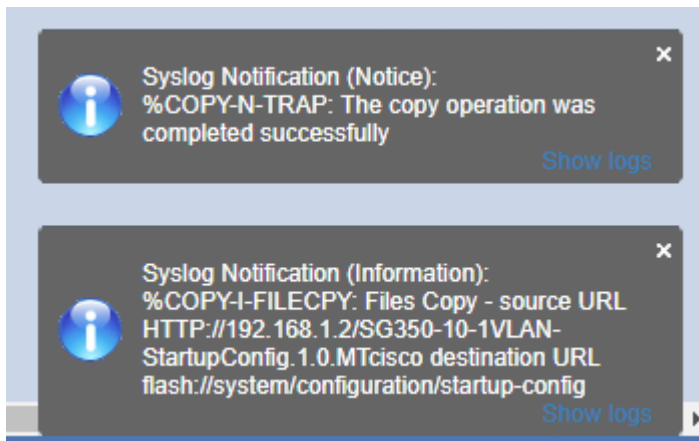 Syslog Notification (Notice):
%COPY-N-TRAP: The copy operation was
completed successfully
Show logs
Syslog Notification (Information):
%COPY-I-FILECPY: Files Copy - source URL
HTTP://192.168.1.2/SG350-10-1VLAN-
StartupConfig.1.0.MTcisco destination URL
flash://system/configuration/startup-config
Show logs